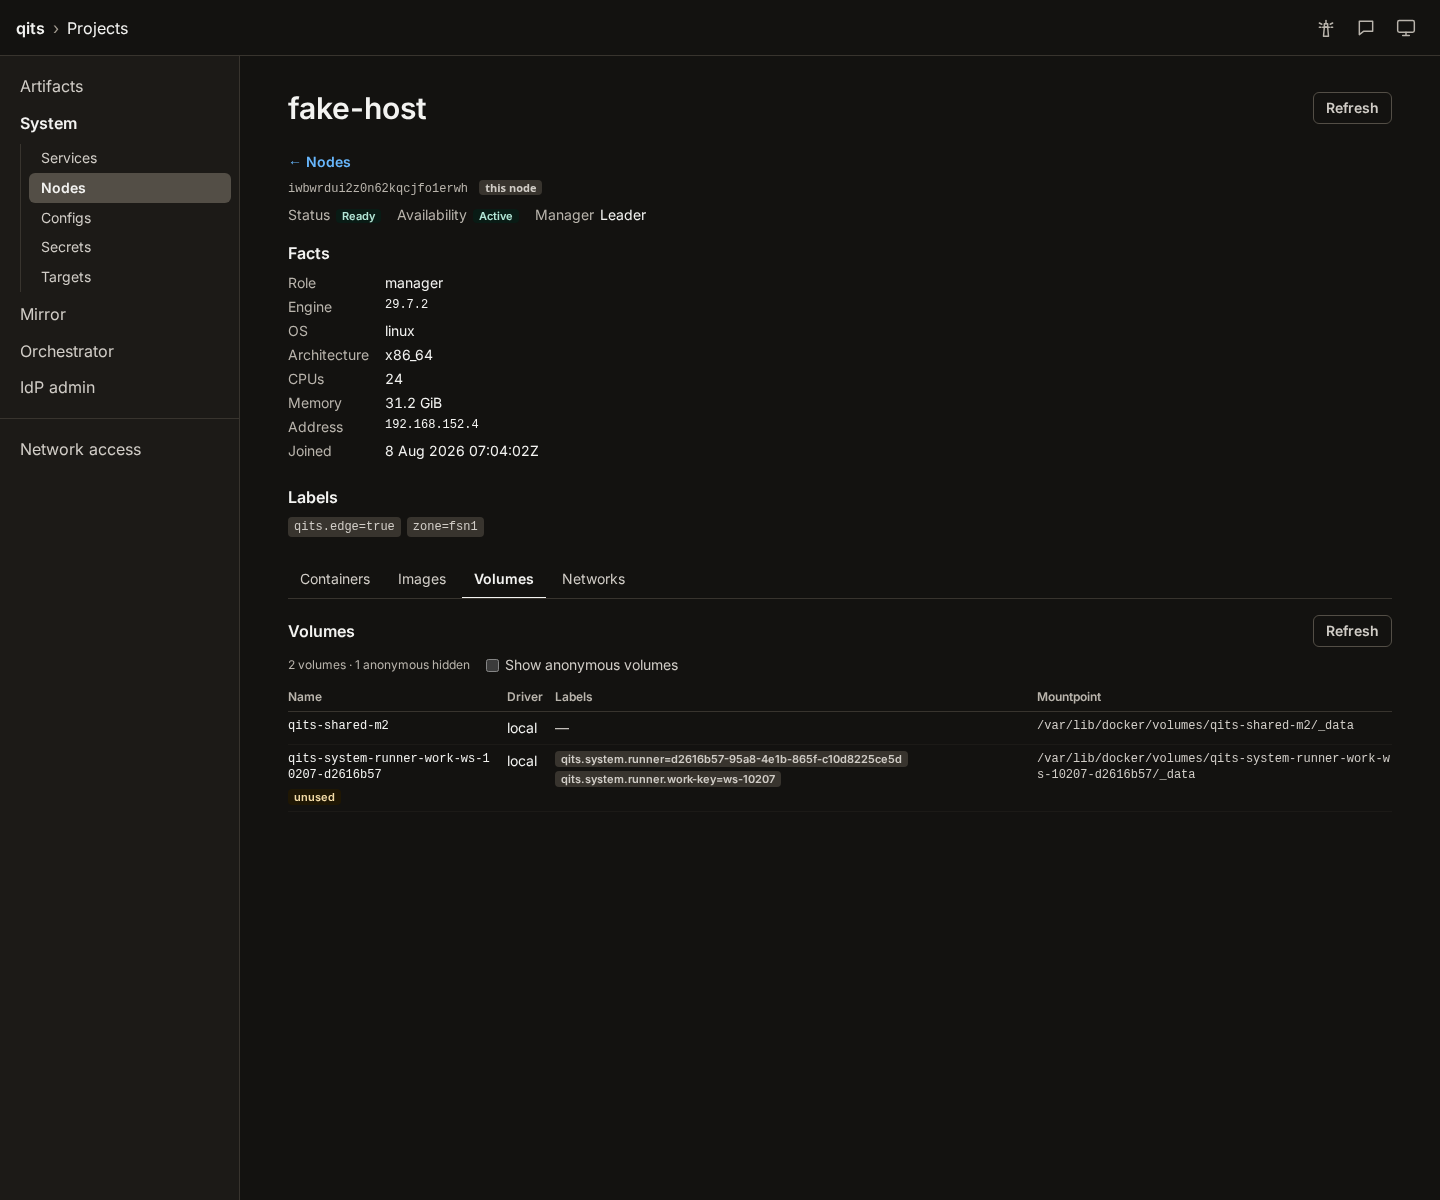 qits › Projects
Artifacts
System
Services
Nodes
Configs
Secrets
Targets
Mirror
Orchestrator
IdP admin
Network access
fake-host
Refresh
← Nodes
iwbwrdui2z0n62kqcjfo1erwh this node
Status Ready Availability Active Manager Leader
Facts
Role manager
Engine 29.7.2
OS linux
Architecture x86_64
CPUs 24
Memory 31.2 GiB
Address 192.168.152.4
Joined 8 Aug 2026 07:04:02Z
Labels
qits.edge=true zone=fsn1
Containers Images Volumes Networks
Volumes
Refresh
2 volumes · 1 anonymous hidden Show anonymous volumes
Name Driver Labels Mountpoint
qits-shared-m2 local — /var/lib/docker/volumes/qits-shared-m2/_data
qits-system-runner-work-ws-1
0207-d2616b57
unused
local
qits.system.runner=d2616b57-95a8-4e1b-865f-c10d8225ce5d
qits.system.runner.work-key=ws-10207
/var/lib/docker/volumes/qits-system-runner-work-w
s-10207-d2616b57/_data